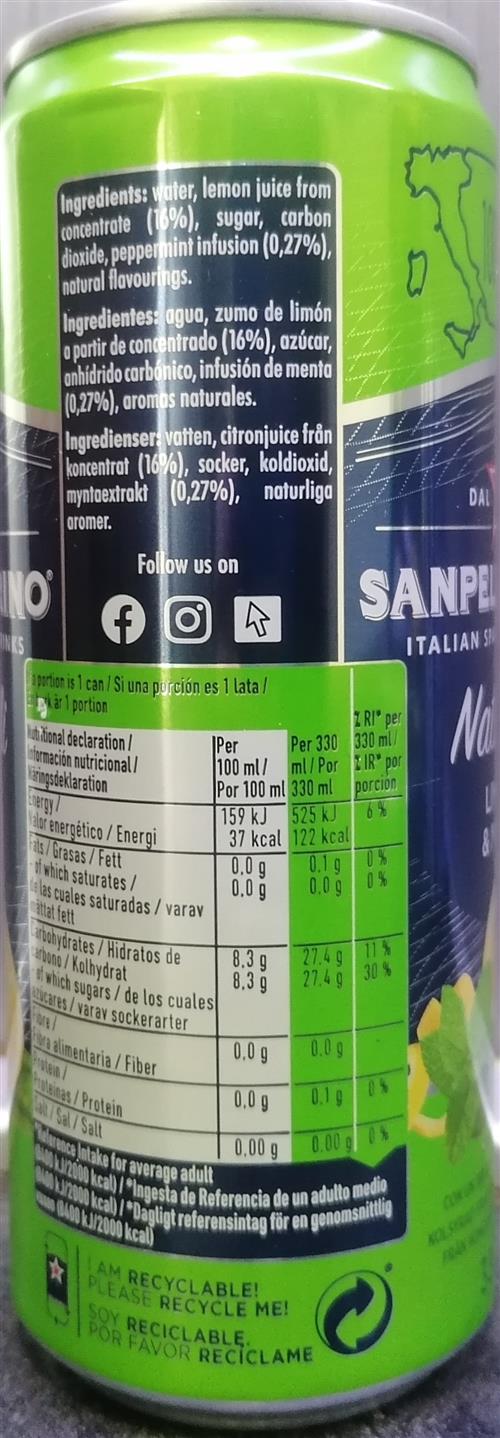 Ingredients: water, lemon juice from
concentrate (16%), sugar, carbon
dioxide, peppermint infusion (0,27%),
natural flavourings.
Ingredientes: agua, zumo de limón
a partir de concentrado (16%), azúcar,
anhídrido carbónico, infusión de menta
(0,27%), aromas naturales.
Ingredienser: vatten, citronjuice från
koncentrat (16%), socker, koldioxid,
myntaextrakt (0,27%), naturliga
aromer.
Follow us on
DAL
SANPE
ITALIAN
Na
INO
INKS
a portion is 1 can / Si una porción es 1 lata /
är 1 portion
Nutritional declaration /
Información nutricional /
Näringsdeklaration
Per
100 ml/
Por 100 ml
Per 330
ml/ Por
330 ml
% RI* per
330 ml/
% IR* por
porción
Energy /
Valor energético / Energi
159 kJ 525 kJ 6 %
37 kcal 122 kcal
Fats / Grasas / Fett 0,0 g 0.1 g 0 %
- of which saturates / 0,0 g 0.0 g 0 %
de las cuales saturadas / varav
mättat fett
Carbohydrates / Hidratos de
carbono / Kolhydrat 8,3 g 27.4 g 11 %
of which sugars / de los cuales 8,3 g 27.4 g 30 %
azúcares / varav sockerarter
Fibre /
Fibra alimentaria / Fiber 0,0 g 0.0 g
Protein /
Proteínas / Protein 0,0 g 0.1 g 0 %
Salt / Sal / Salt 0,00 g 0.00 g 0 %
*Reference Intake for average adult
(8400 kJ/2000 kcal) / *Ingesta de Referencia de un adulto medio
(8400 kJ/2000 kcal) / *Dagligt referensintag för en genomsnittlig
(8400 kJ/2000 kcal)
I AM RECYCLABLE!
PLEASE RECYCLE ME!
SOY RECICLABLE,
POR FAVOR RECÍCLAME